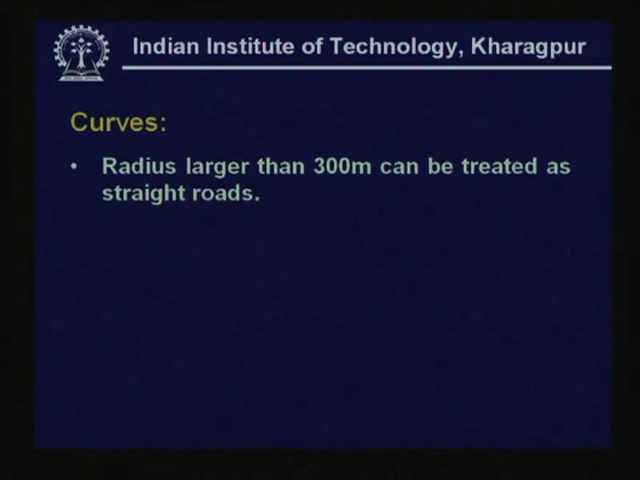 Indian Institute of Technology, Kharagpur
Curves:
• Radius larger than 300m can be treated as
straight roads.